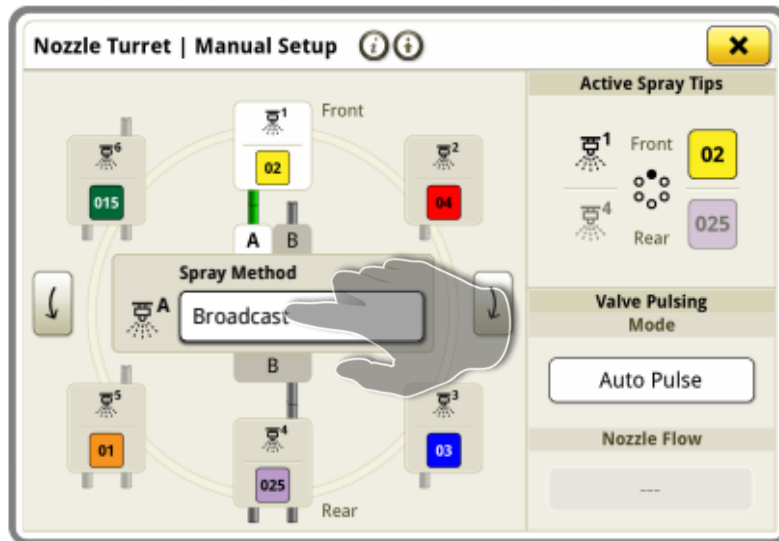 Nozzle Turret | Manual Setup
Active Spray Tips
1
Front
02
6
015
2
04
A B
Spray Method
A
Broadcast
B
5
01
4
025
Rear
3
03
1
Front
02
4
Rear
025
Valve Pulsing
Mode
Auto Pulse
Nozzle Flow
---